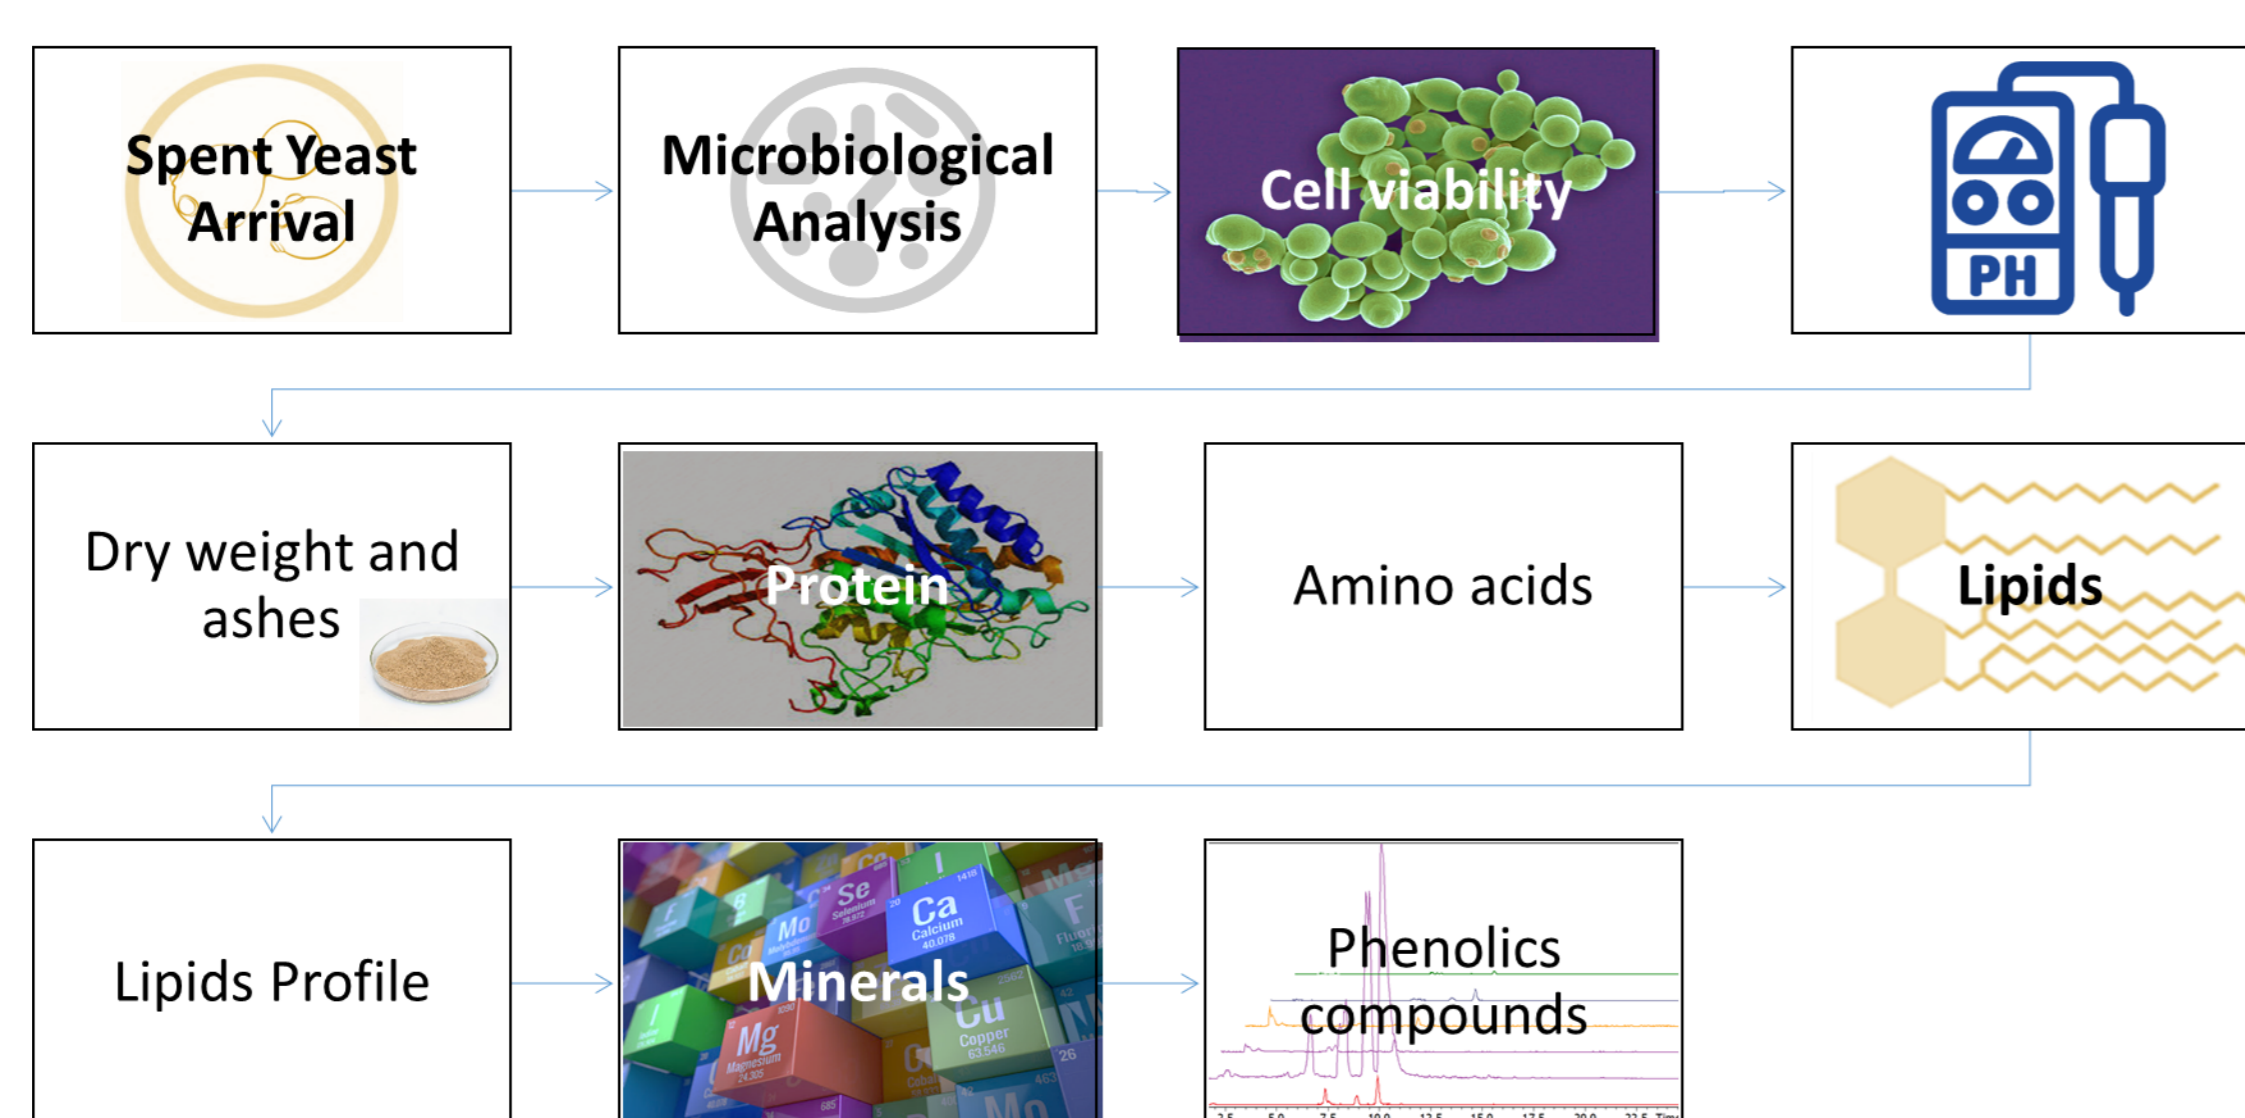 Spent Yeast
Arrival
Microbiological
Analysis
Cell viability
PH
Dry weight and
ashes
Protein
Amino acids
Lipids
Lipids Profile
Minerals
Se
Selenium
Ca
Calcium
40.078
Mo
Mg
Magnesium
24.305
Cu
Copper
63.546
Phenolics
compounds